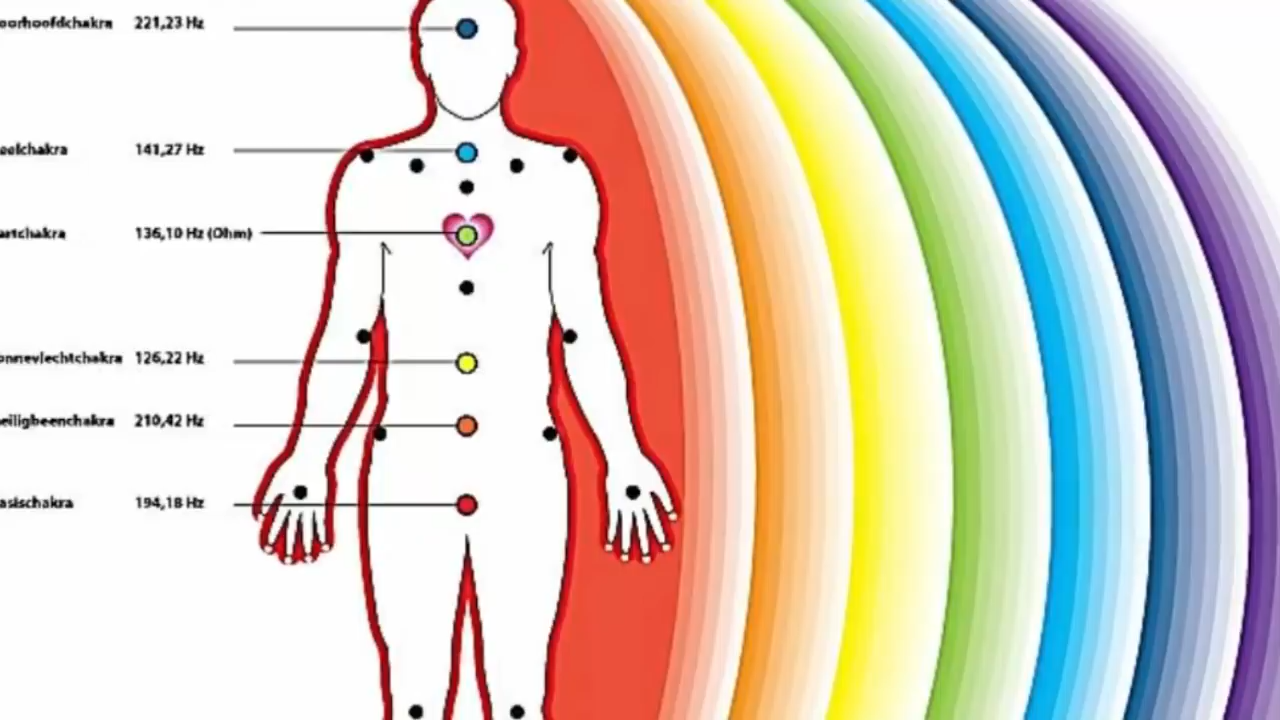 oorhoofdchakra 221,23 Hz
eelchakra 141,27 Hz
artchakra 136,10 Hz (Ohm)
onnevlechtchakra 126,22 Hz
eiligbeenchakra 210,42 Hz
asischakra 194,18 Hz